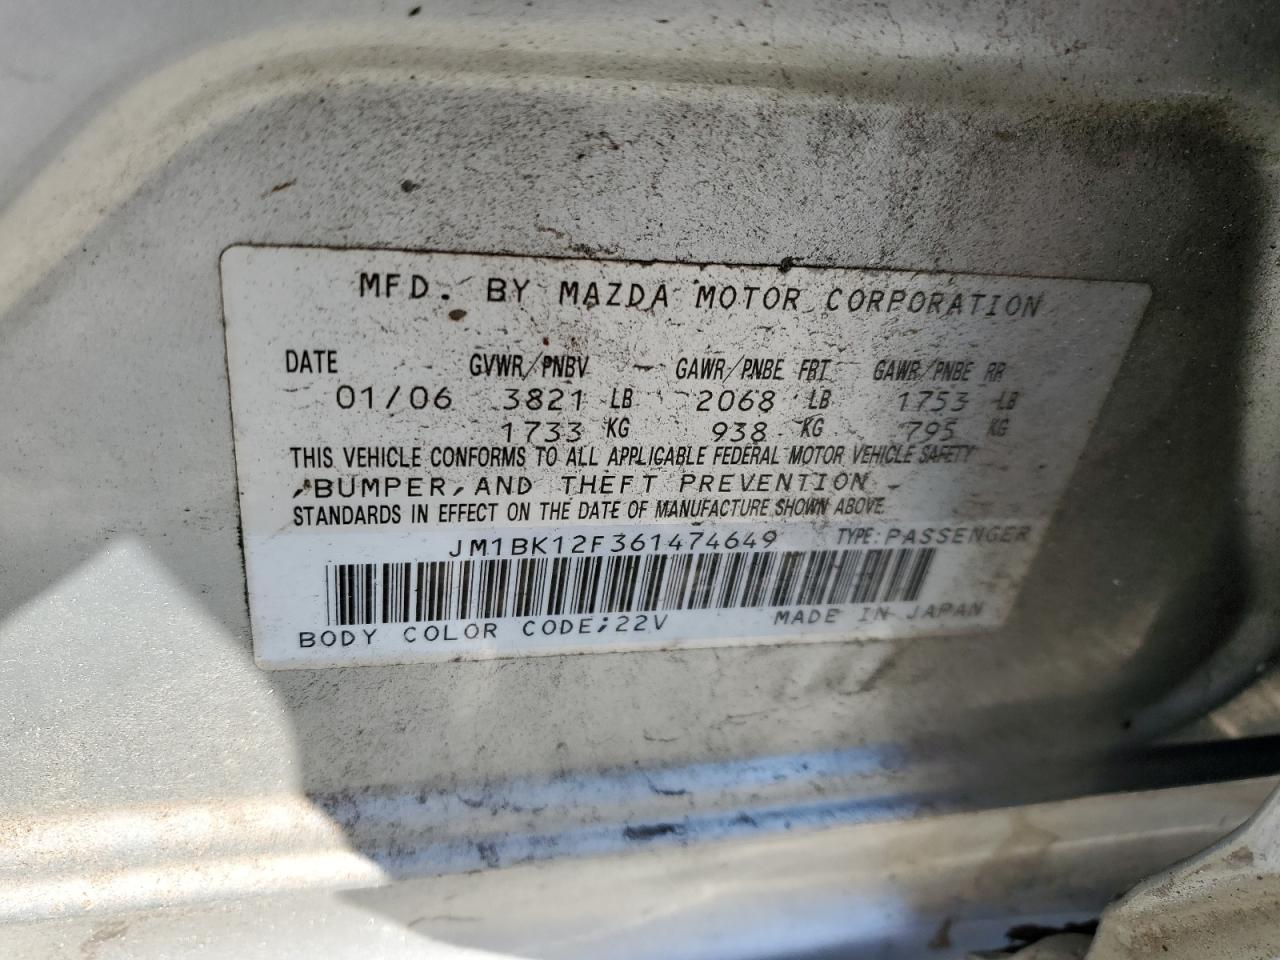 MFD. BY MAZDA MOTOR CORPORATION
DATE GVWR/PNBV GAWR/PNBE FRT GAWR/PNBE RR
01/06 3821 LB 2068 LB 1753 LB
1733 KG 938 KG 795 KG
THIS VEHICLE CONFORMS TO ALL APPLICABLE FEDERAL MOTOR VEHICLE SAFETY
,BUMPER,AND THEFT PREVENTION
STANDARDS IN EFFECT ON THE DATE OF MANUFACTURE SHOWN ABOVE.
JM1BK12F361474649 TYPE:PASSENGER
BODY COLOR CODE;22V MADE IN JAPAN